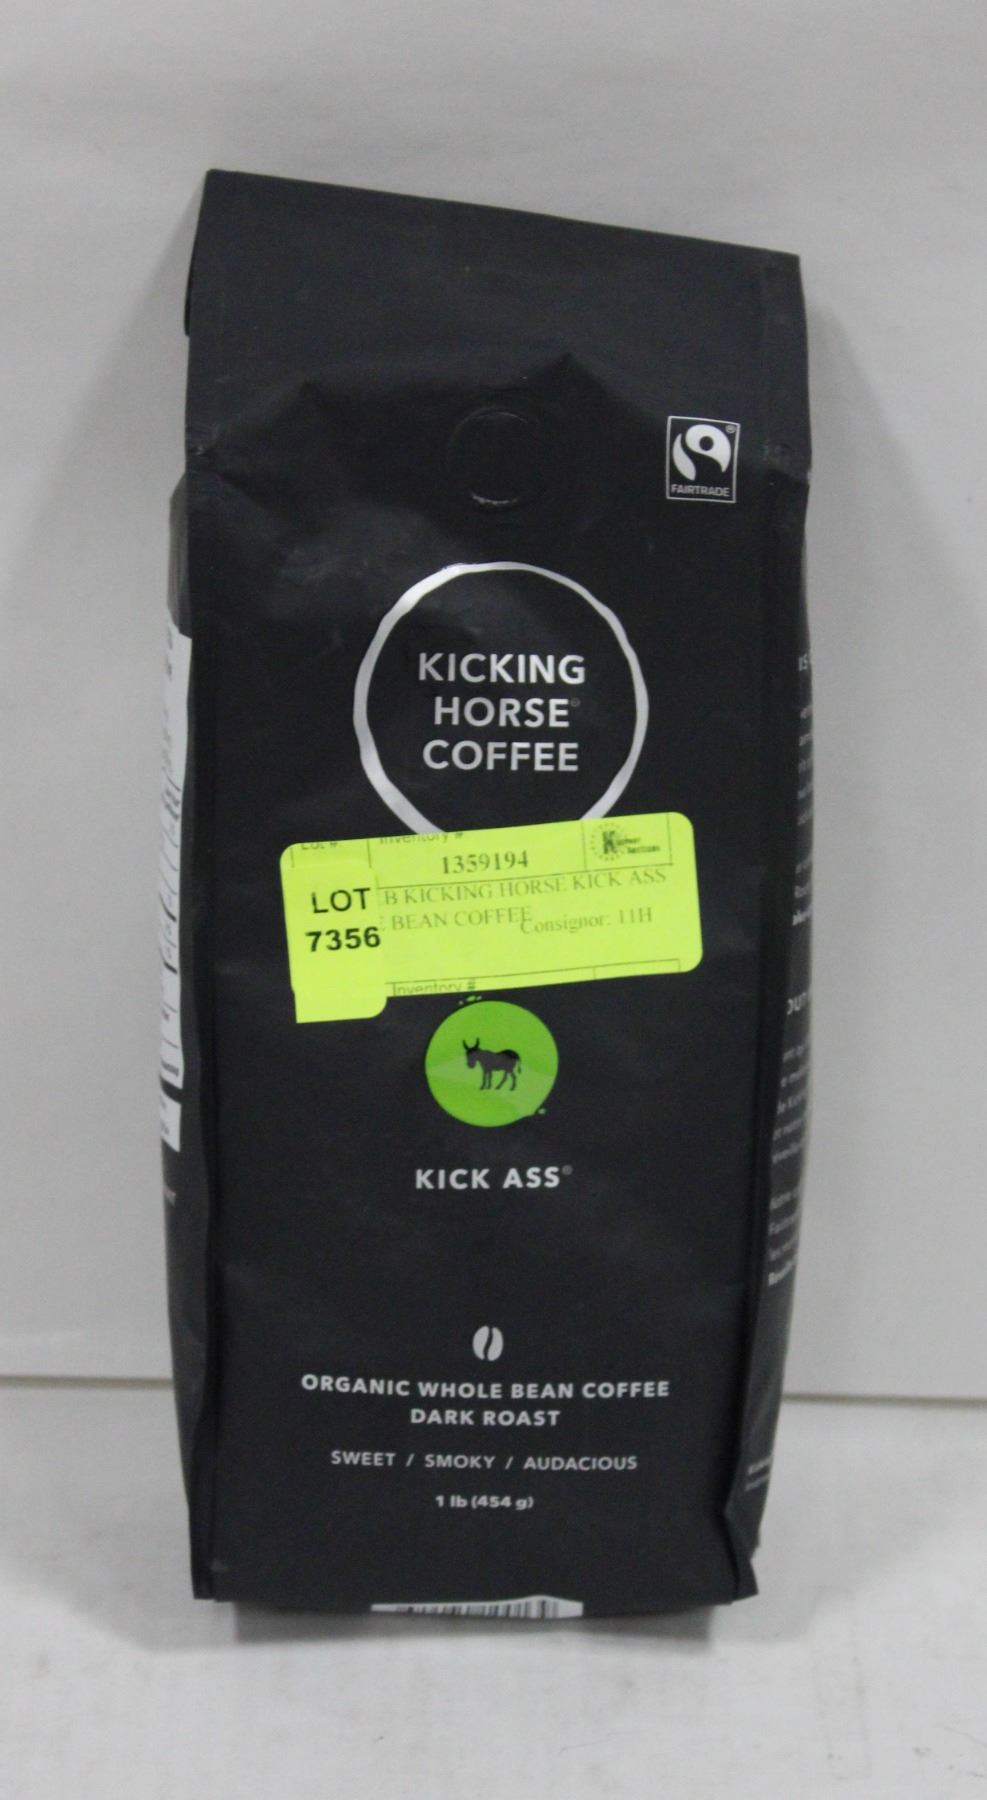 FAIRTRADE
KICKING
HORSE®
COFFEE
Lot #: Inventory #:
1359194
LOT
7356
B KICKING HORSE KICK ASS
BEAN COFFEE
Consignor: 11H
Inventory #
KICK ASS®
ORGANIC WHOLE BEAN COFFEE
DARK ROAST
SWEET / SMOKY / AUDACIOUS
1 lb (454 g)